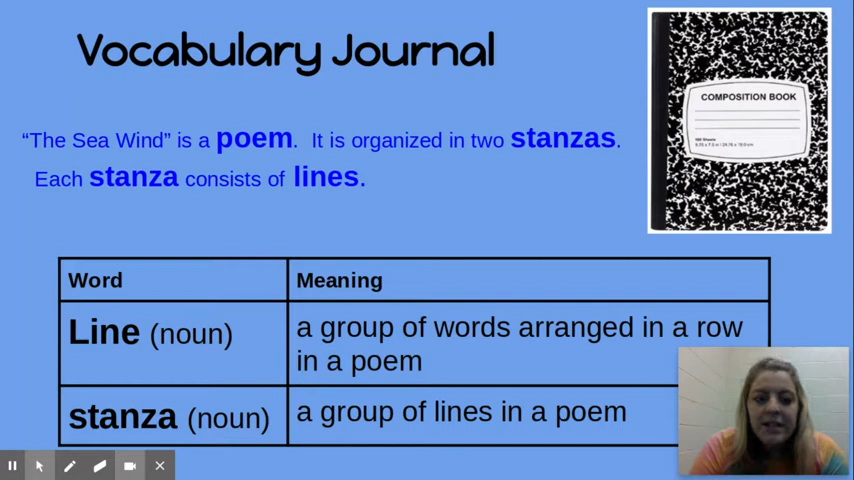 Vocabulary Journal
COMPOSITION BOOK
“The Sea Wind” is a poem. It is organized in two stanzas.
Each stanza consists of lines.
Word Meaning
Line (noun) a group of words arranged in a row
in a poem
stanza (noun) a group of lines in a poem